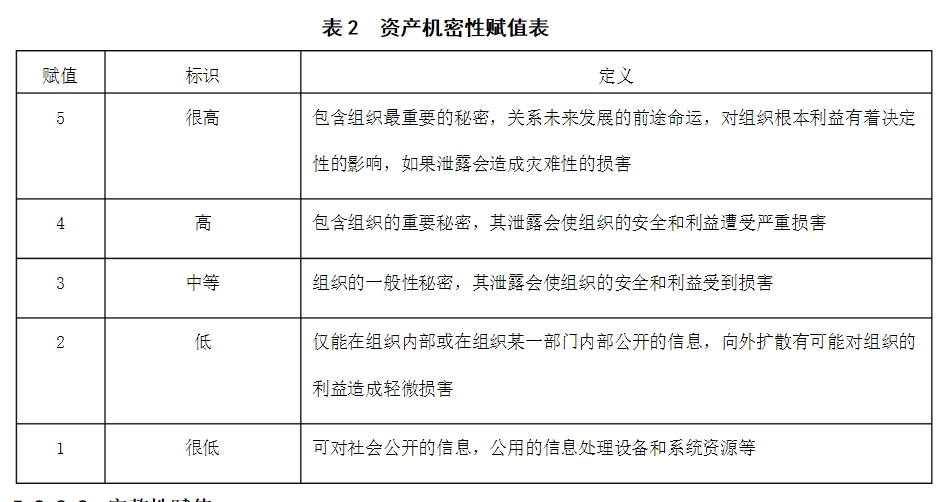 表 2 资产机密性赋值表
赋值 标识 定义
5 很高 包含组织最重要的秘密，关系未来发展的前途命运，对组织根本利益有着决定
性的影响，如果泄露会造成灾难性的损害
4 高 包含组织的重要秘密，其泄露会使组织的安全和利益遭受严重损害
3 中等 组织的一般性秘密，其泄露会使组织的安全和利益受到损害
2 低 仅能在组织内部或在组织某一部门内部公开的信息，向外扩散有可能对组织的
利益造成轻微损害
1 很低 可对社会公开的信息，公用的信息处理设备和系统资源等